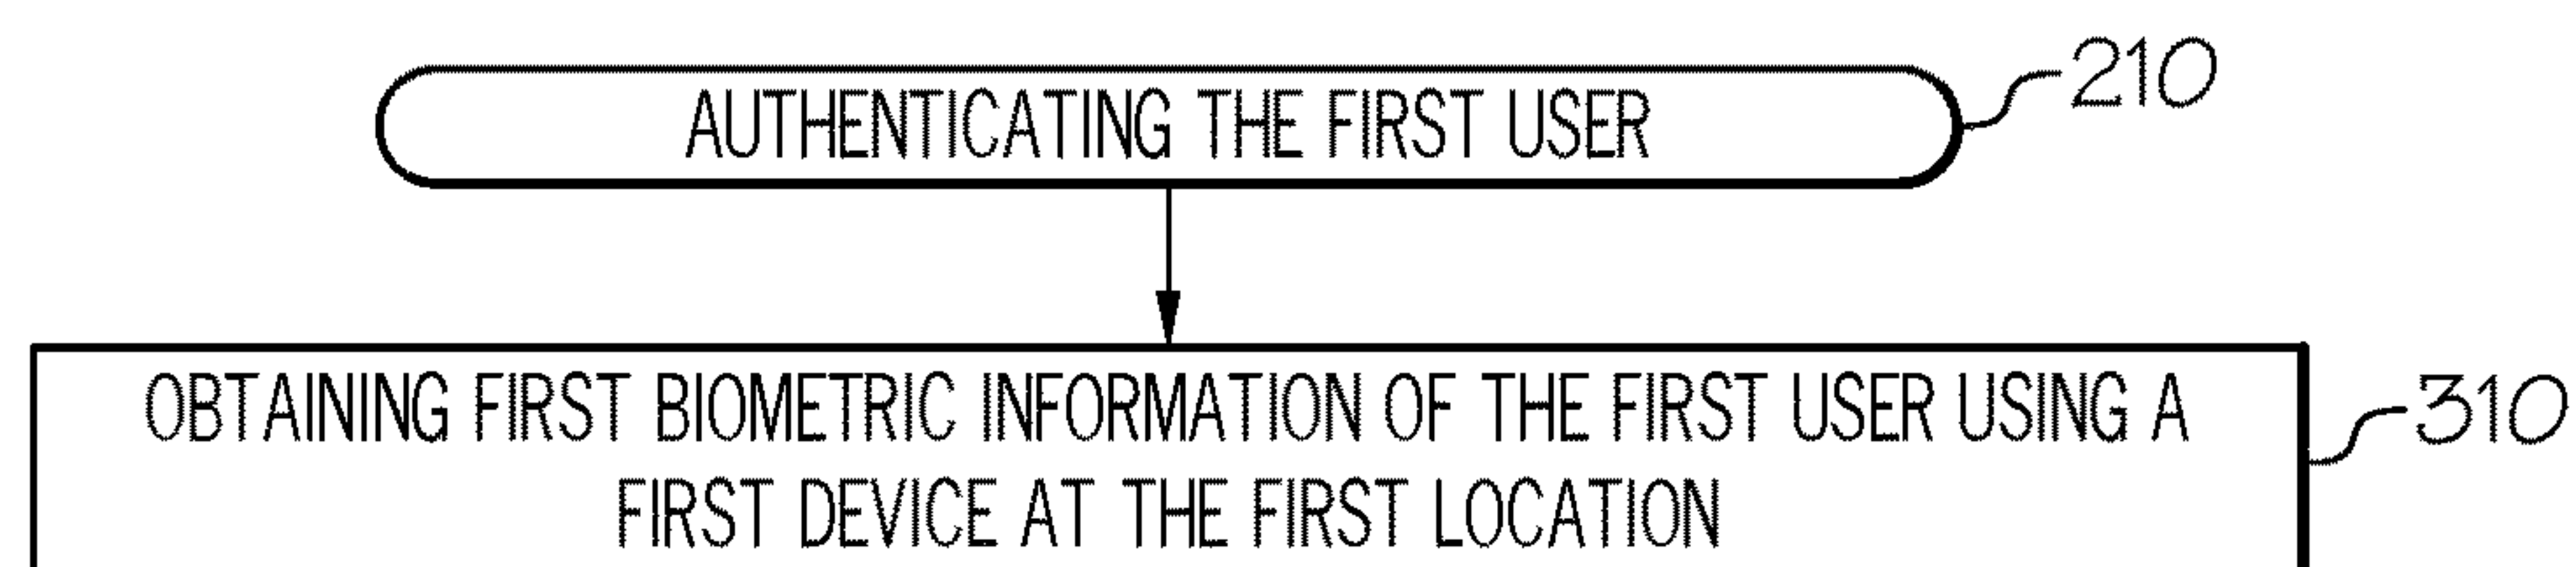 AUTHENTICATING THE FIRST USER
210
OBTAINING FIRST BIOMETRIC INFORMATION OF THE FIRST USER USING A
FIRST DEVICE AT THE FIRST LOCATION
310